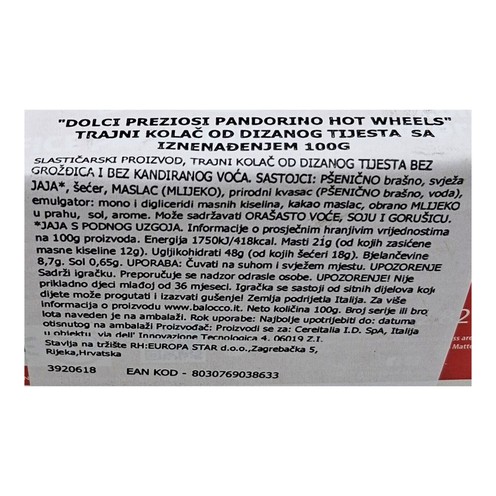 "DOLCI PREZIOSI PANDORINO HOT WHEELS"
TRAJNI KOLAČ OD DIZANOG TIJESTA SA
IZNENAĐENJEM 100G
SLASTIČARSKI PROIZVOD, TRAJNI KOLAČ OD DIZANOG TIJESTA BEZ
GROŽDICA I BEZ KANDIRANOG VOĆA. SASTOJCI: PŠENIČNO brašno, svježa
JAJA*, šećer, MASLAC (MLIJEKO), prirodni kvasac (PŠENIČNO brašno, voda),
emulgator: mono i digliceridi masnih kiselina, kakao maslac, obrano MLIJEKO
u prahu, sol, arome. Može sadržavati ORAŠASTO VOĆE, SOJU I GORUŠICU.
*JAJA S PODNOG UZGOJA. Informacije o prosječnim hranjivim vrijednostima
na 100g proizvoda. Energija 1750kJ/418kcal. Masti 21g (od kojih zasićene
masne kiseline 12g). Ugljikohidrati 48g (od kojih šećeri 18g). Bjelančevine
8,7g. Sol 0,65g. UPORABA: Čuvati na suhom i svježem mjestu. UPOZORENJE
Sadrži igračku. Preporučuje se nadzor odrasle osobe. UPOZORENJE! Nije
prikladno djeci mlađoj od 36 mjeseci. Igračka se sastoji od sitnih dijelova koji
dijete može progutati i izazvati gušenje! Zemlja podrijetla Italija. Za više
informacija o proizvodu www.balocco.it. Neto količina 100g. Broj serije ili broj
lota naveden je na ambalaži. Rok uporabe: Najbolje upotrijebiti do: datuma
otisnutog na ambalaži Proizvođač: Proizvodi se za: Cereitalia I.D. SpA, Italija
u objektu via dell' Innovazione Tecnologica 4, 06019 Z.I.
Stavlja na tržište RH:EUROPA STAR d.o.o.,Zagrebačka 5,
Rijeka,Hrvatska
3920618 EAN KOD - 8030769038633